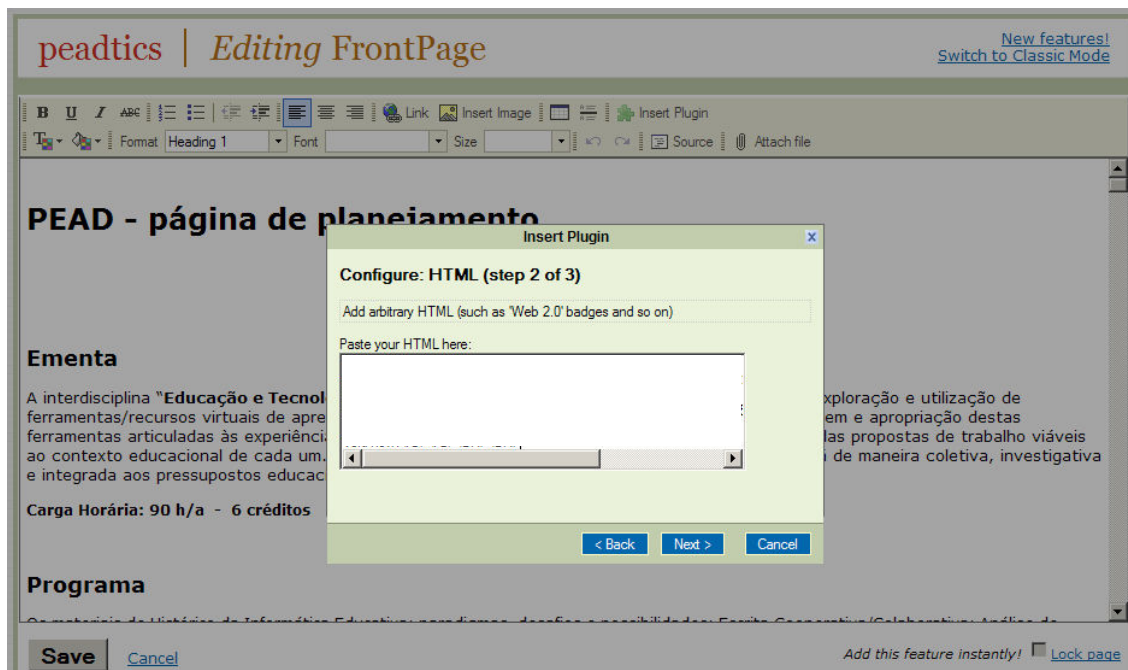 peadtics | Editing FrontPage
New features!
Switch to Classic Mode
B U I ABC Link Insert Image Insert Plugin
Format Heading 1 Font Size Source Attach file
PEAD - página de planejamento
Insert Plugin
Configure: HTML (step 2 of 3)
Add arbitrary HTML (such as 'Web 2.0' badges and so on)
Paste your HTML here:
Ementa
A interdisciplina "Educação e Tecnol xploração e utilização de
ferramentas/recursos virtuais de apre em e apropriação destas
ferramentas articuladas às experiênci las propostas de trabalho viáveis
ao contexto educacional de cada um. de maneira coletiva, investigativa
e integrada aos pressupostos educac
Carga Horária: 90 h/a - 6 créditos
< Back Next > Cancel
Programa
Save Cancel
Add this feature instantly! Lock page